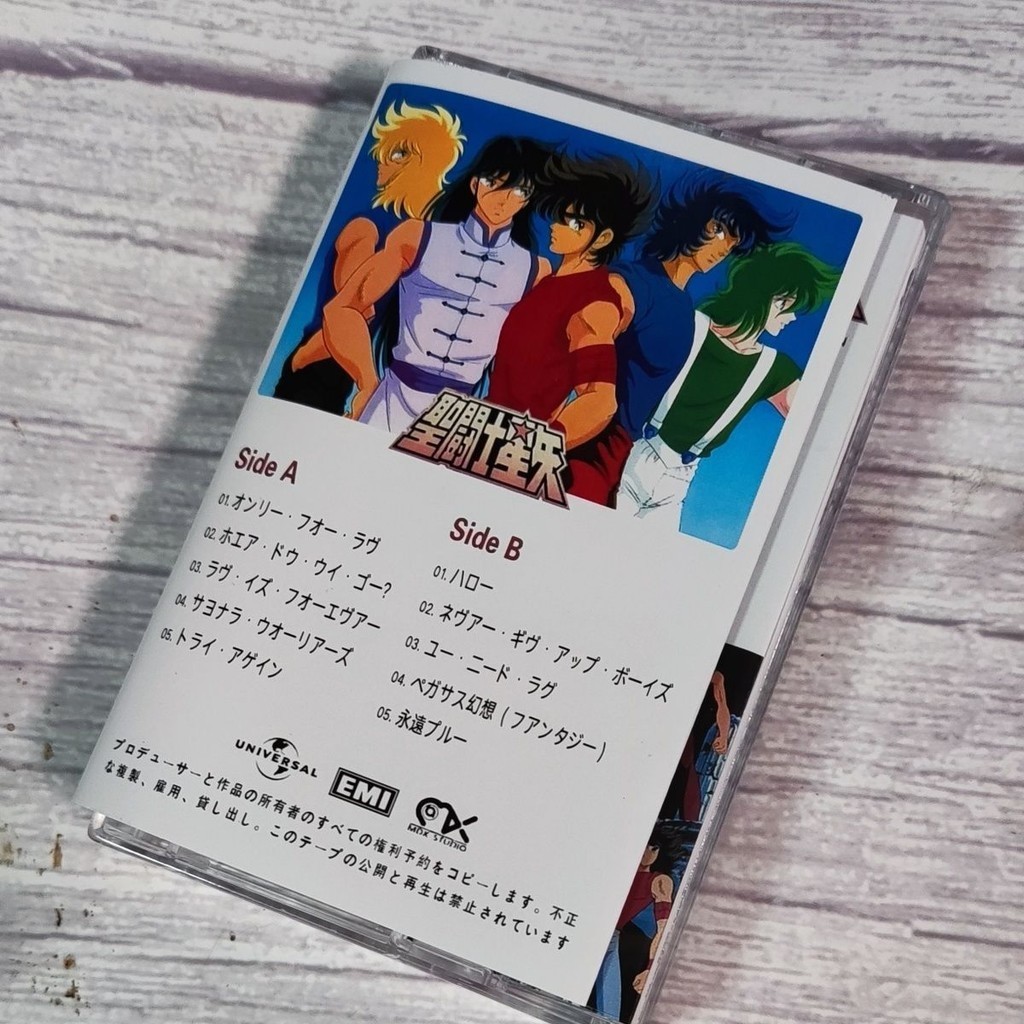 聖闘士星矢
Side A
01. オンリー・フォー・ラヴ
02. ホエア・ドウ・ウイ・ゴー?
03. ラヴ・イズ・フオーエヴアー
04. サヨナラ・ウオーリアーズ
05. トライ・アゲイン
Side B
01. ハロー
02. ネヴアー・ギヴ・アップ・ボーイズ
03. ユー・ニード・ラグ
04. ペガサス幻想 (フアンタジー)
05. 永遠ブルー
UNIVERSAL
EMI
MDX STUDIO
プロデューサーと作品の所有者のすべての権利予約をコピーします。不正
な複製、雇用、貸し出し。このテープの公開と再生は禁止されています